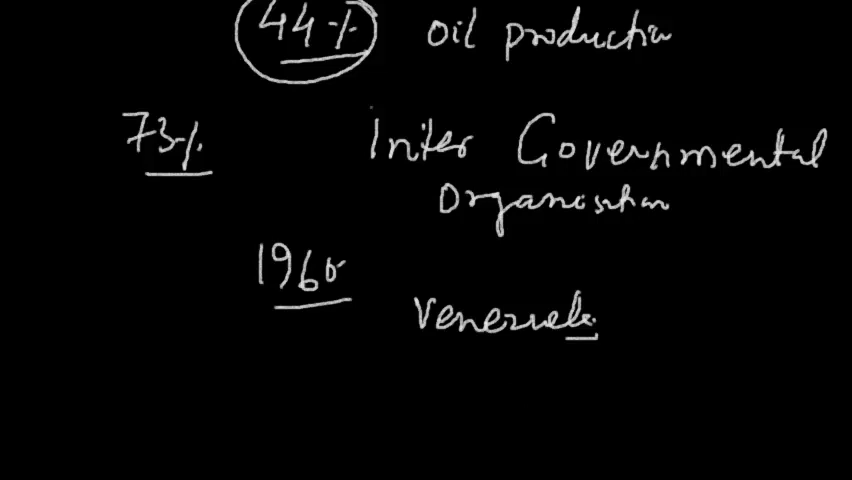 44% oil production
73% Inter Governmental
Organisation
1960
Venezuela